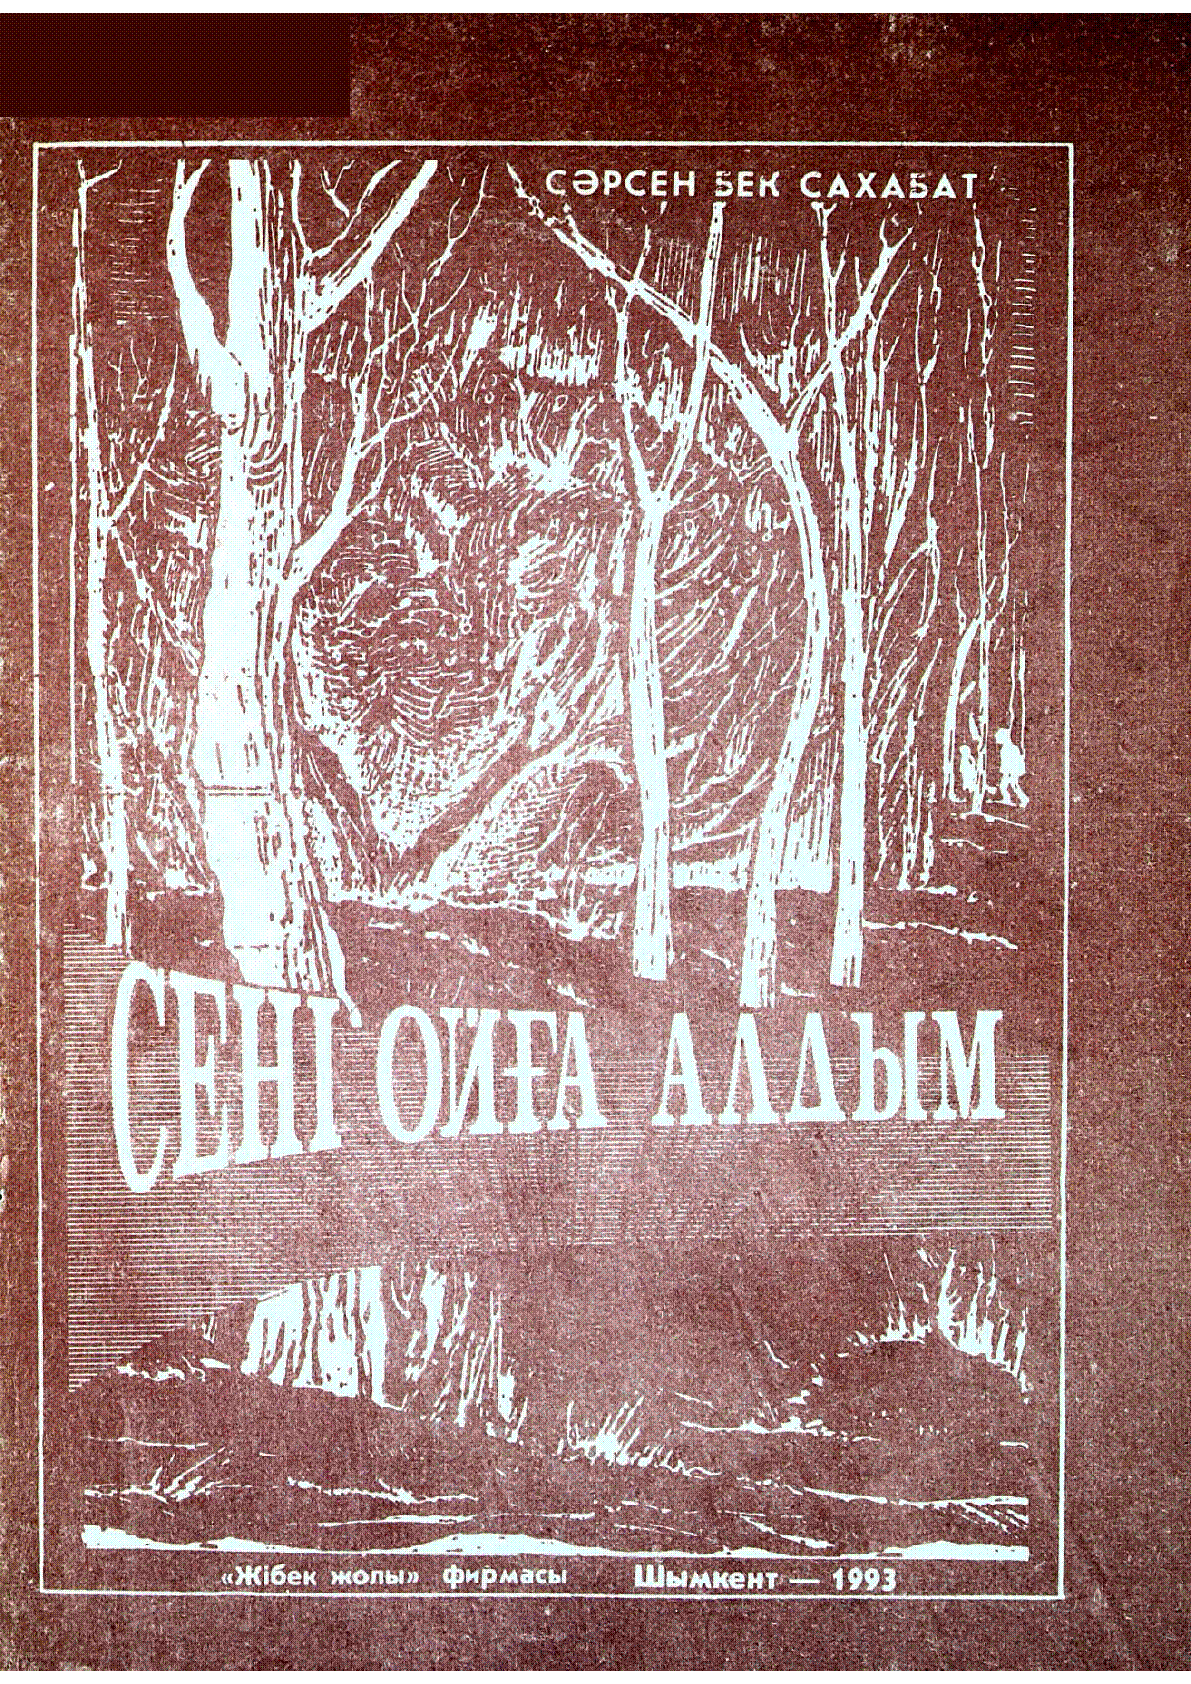 СӘРСЕН БЕК САХАБАТ
СЕНІ ОЙҒА АЛДЫМ
«Жібек жолы» фирмасы Шымкент — 1993